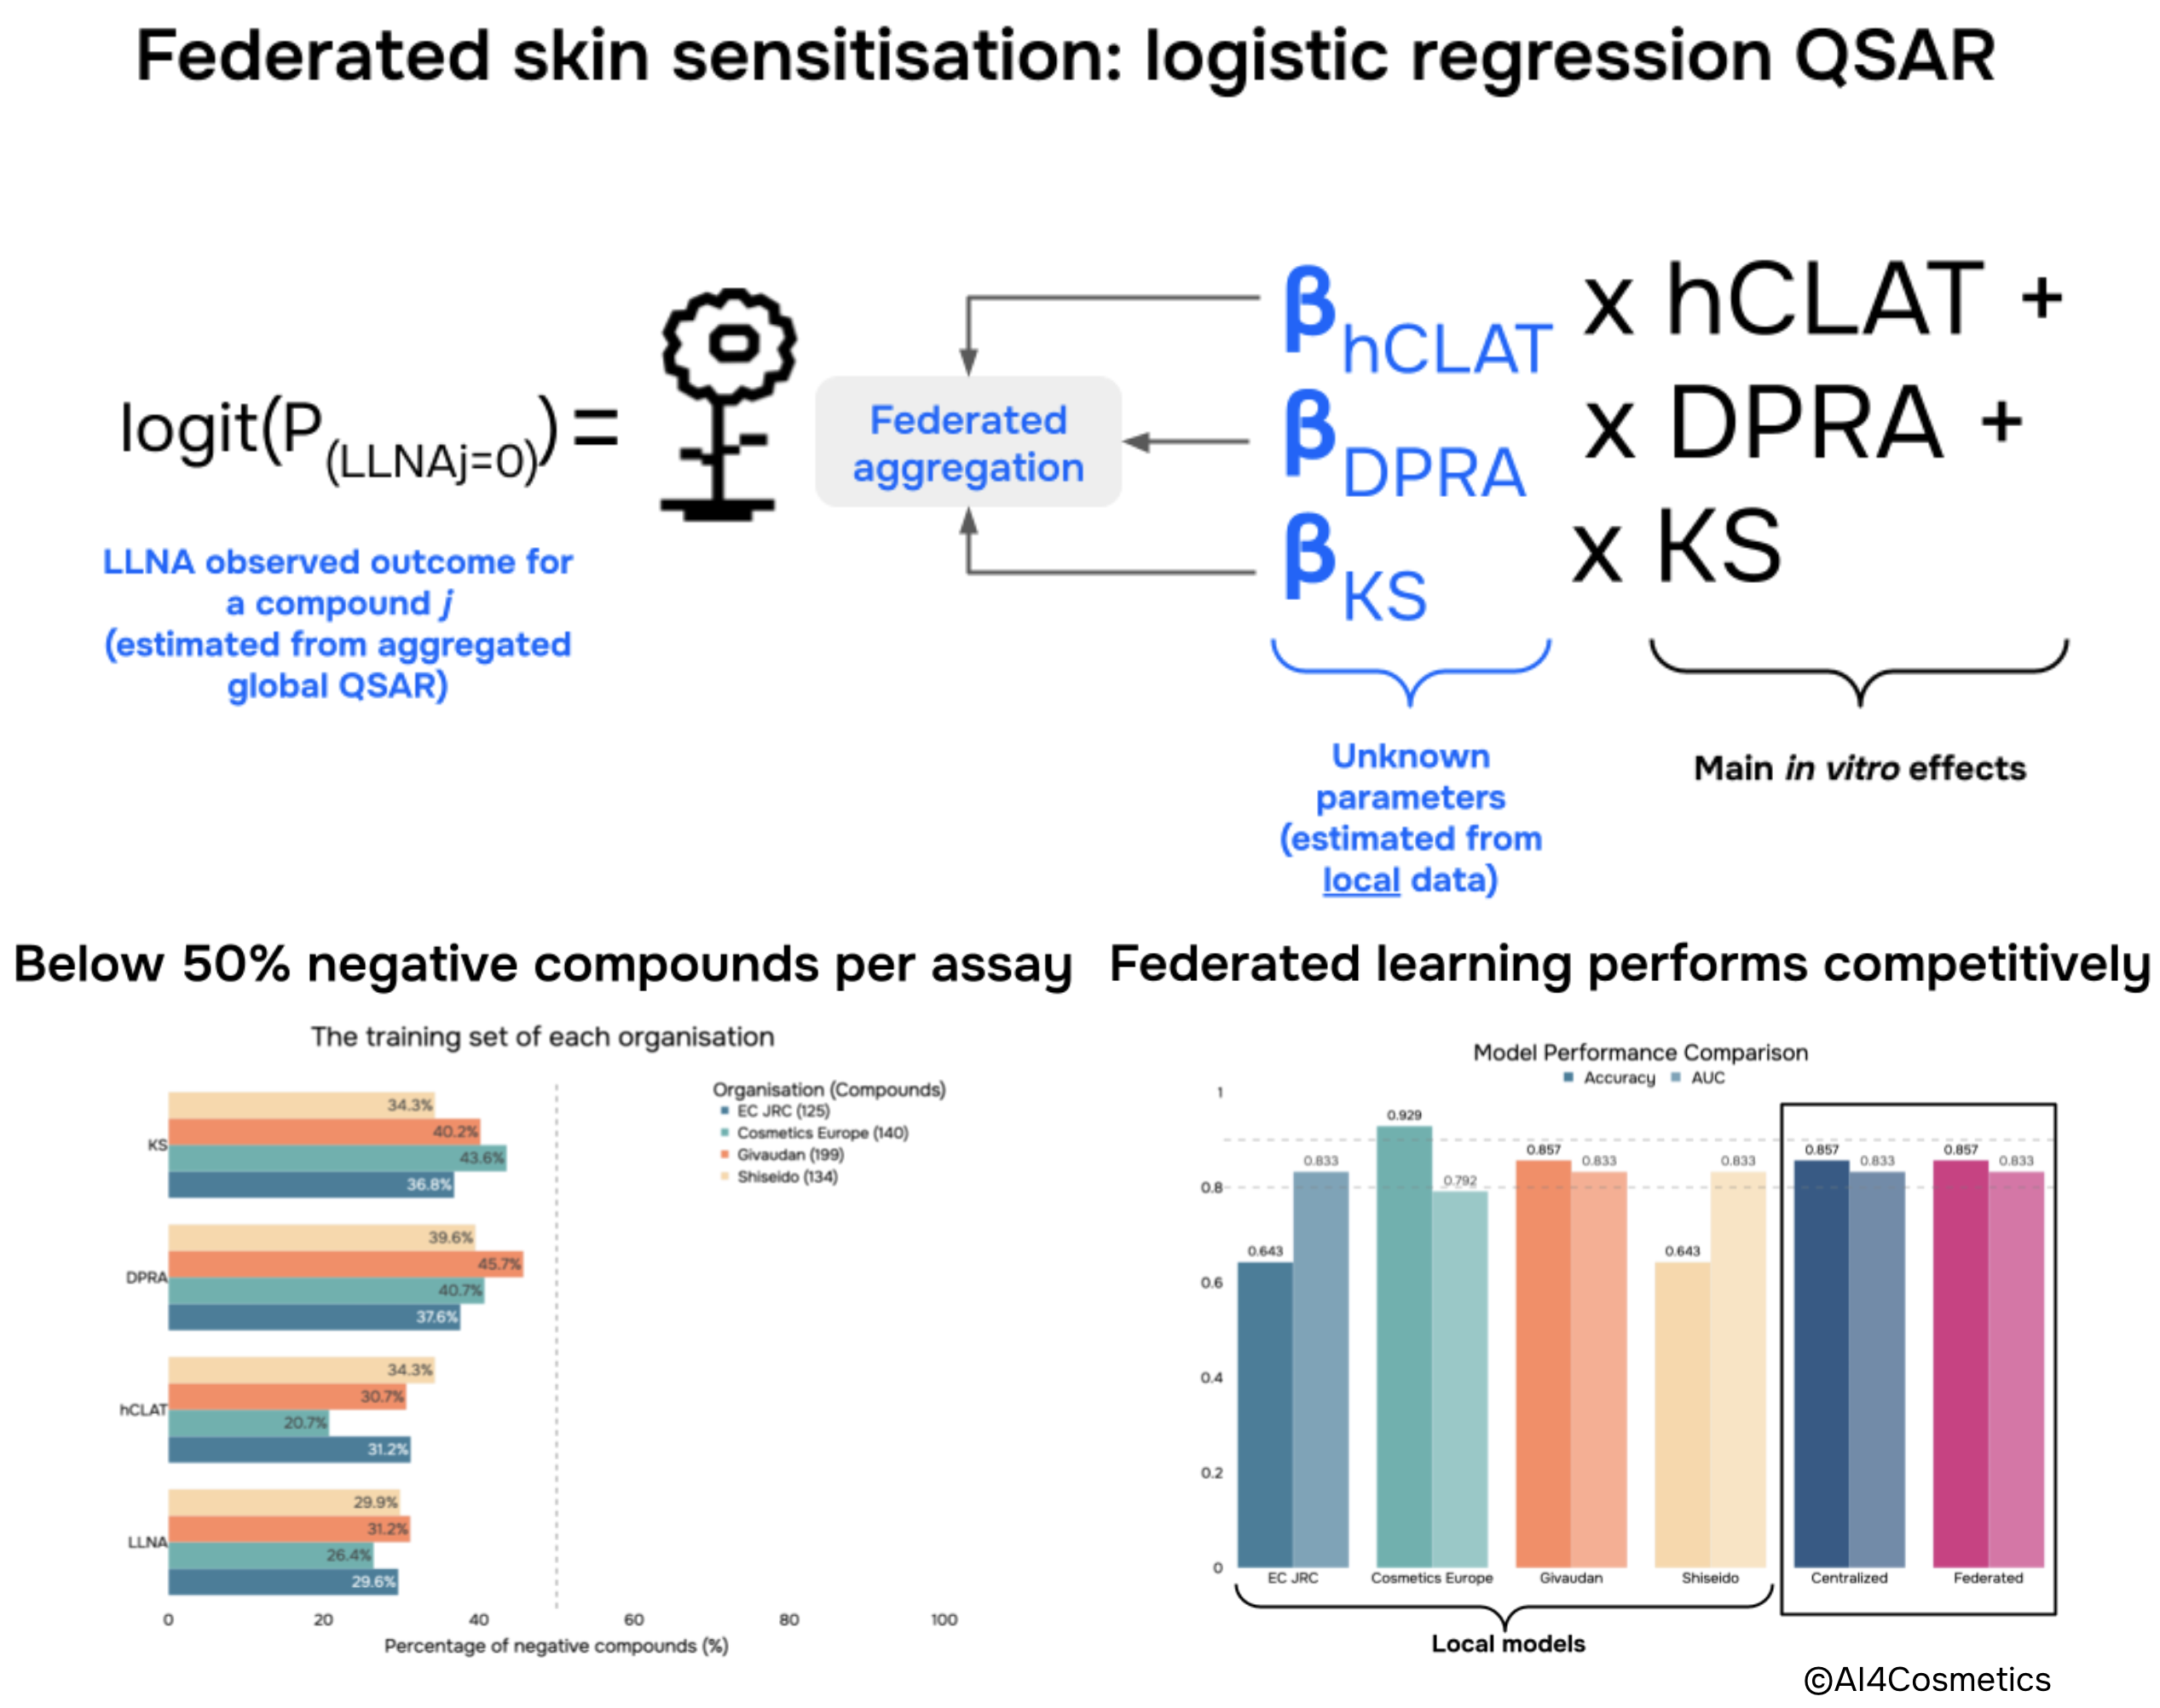 Federated skin sensitisation: logistic regression QSAR
logit(P(LLNAj=0)) =
LLNA observed outcome for
a compound j
(estimated from aggregated
global QSAR)
Federated
aggregation
βhCLAT x hCLAT +
βDPRA x DPRA +
βKS x KS
Unknown
parameters
(estimated from
local data)
Main in vitro effects
Below 50% negative compounds per assay
The training set of each organisation
Organisation (Compounds)
EC JRC (125)
Cosmetics Europe (140)
Givaudan (199)
Shiseido (134)
KS
34.3%
40.2%
43.6%
36.8%
DPRA
39.6%
45.7%
40.7%
37.6%
hCLAT
34.3%
30.7%
20.7%
31.2%
LLNA
29.9%
31.2%
26.4%
29.6%
0 20 40 60 80 100
Percentage of negative compounds (%)
Federated learning performs competitively
Model Performance Comparison
Accuracy AUC
1
0.8
0.6
0.4
0.2
0
0.643 0.833
0.929 0.792
0.857 0.833
0.643 0.833
0.857 0.833
0.857 0.833
EC JRC Cosmetics Europe Givaudan Shiseido Centralized Federated
Local models
©AI4Cosmetics